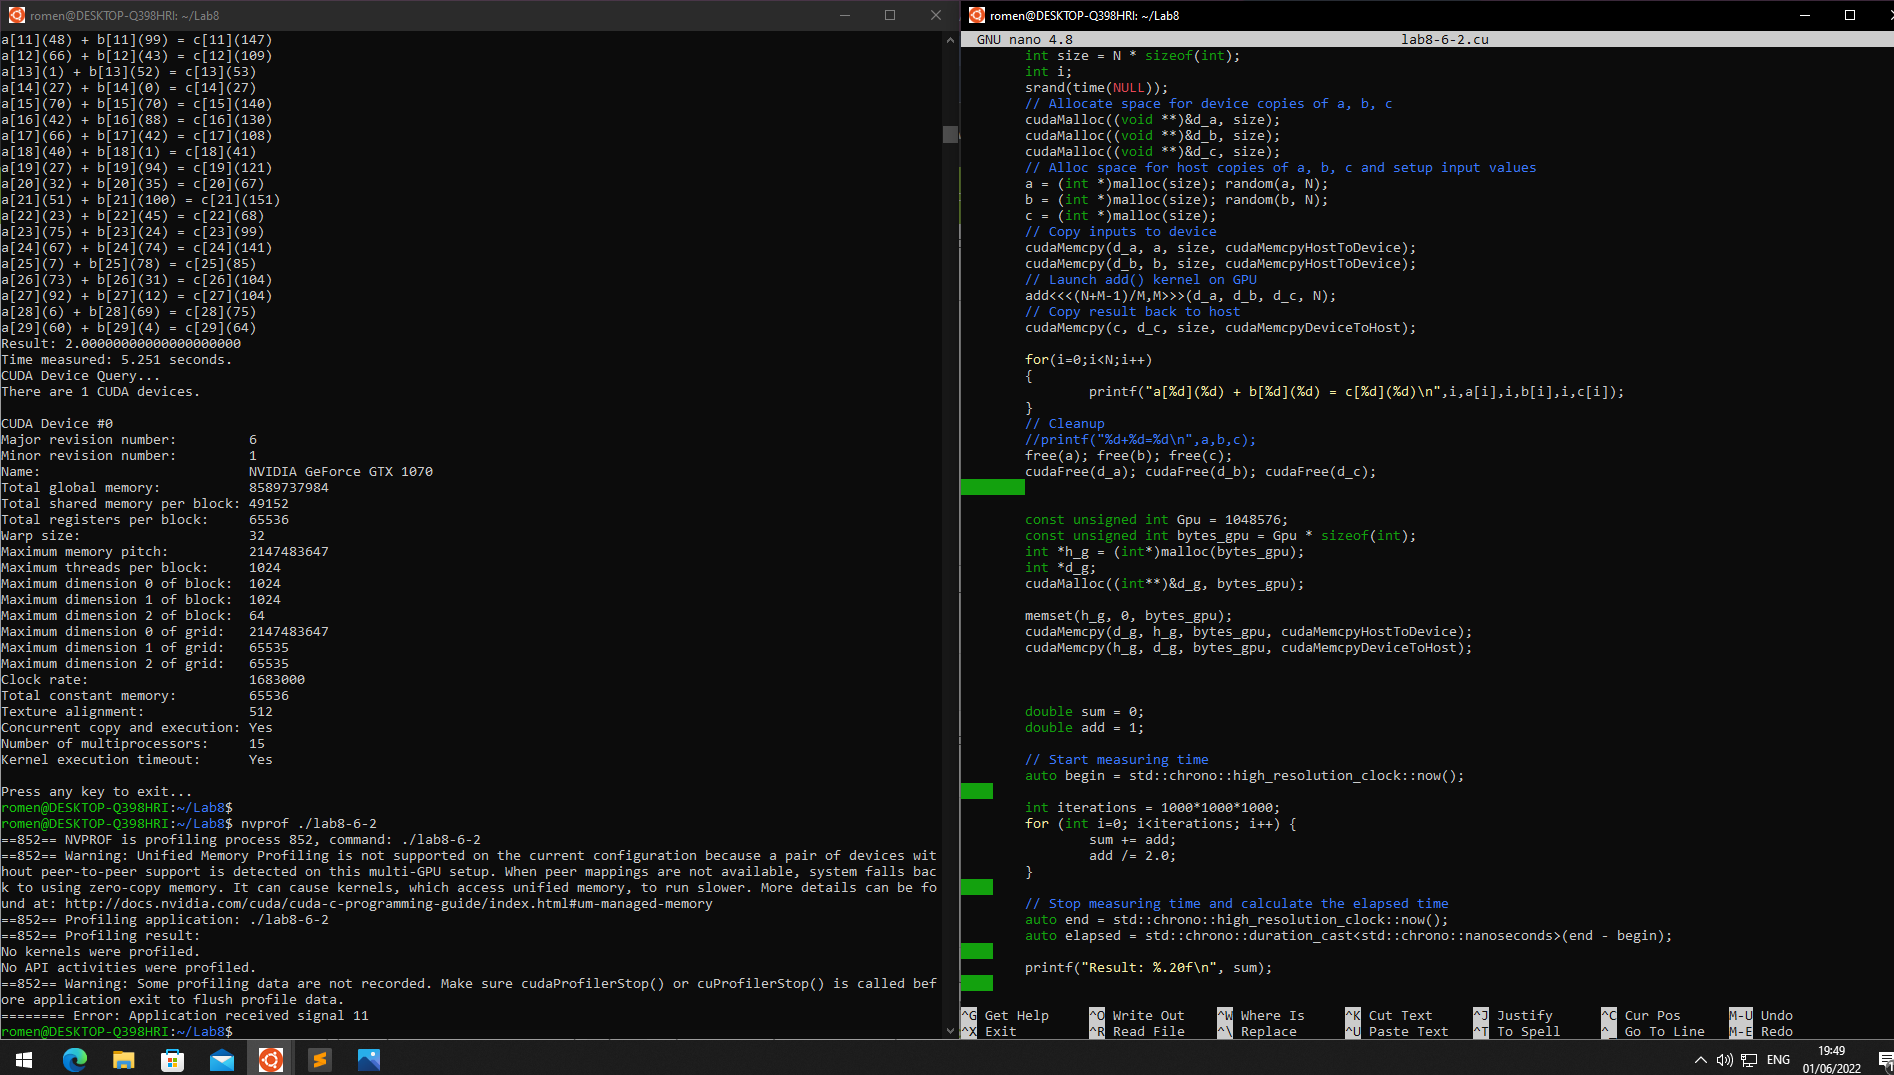 romen@DESKTOP-Q398HRI: ~/Lab8
a[11](48) + b[11](99) = c[11](147)
a[12](66) + b[12](43) = c[12](109)
a[13](1) + b[13](52) = c[13](53)
a[14](27) + b[14](0) = c[14](27)
a[15](70) + b[15](70) = c[15](140)
a[16](42) + b[16](88) = c[16](130)
a[17](66) + b[17](42) = c[17](108)
a[18](40) + b[18](1) = c[18](41)
a[19](27) + b[19](94) = c[19](121)
a[20](32) + b[20](35) = c[20](67)
a[21](51) + b[21](100) = c[21](151)
a[22](23) + b[22](45) = c[22](68)
a[23](75) + b[23](24) = c[23](99)
a[24](67) + b[24](74) = c[24](141)
a[25](7) + b[25](78) = c[25](85)
a[26](73) + b[26](31) = c[26](104)
a[27](92) + b[27](12) = c[27](104)
a[28](6) + b[28](69) = c[28](75)
a[29](60) + b[29](4) = c[29](64)
Result: 2.00000000000000000000
Time measured: 5.251 seconds.
CUDA Device Query...
There are 1 CUDA devices.
CUDA Device #0
Major revision number: 6
Minor revision number: 1
Name: NVIDIA GeForce GTX 1070
Total global memory: 8589737984
Total shared memory per block: 49152
Total registers per block: 65536
Warp size: 32
Maximum memory pitch: 2147483647
Maximum threads per block: 1024
Maximum dimension 0 of block: 1024
Maximum dimension 1 of block: 1024
Maximum dimension 2 of block: 64
Maximum dimension 0 of grid: 2147483647
Maximum dimension 1 of grid: 65535
Maximum dimension 2 of grid: 65535
Clock rate: 1683000
Total constant memory: 65536
Texture alignment: 512
Concurrent copy and execution: Yes
Number of multiprocessors: 15
Kernel execution timeout: Yes
Press any key to exit...
romen@DESKTOP-Q398HRI:~/Lab8$
romen@DESKTOP-Q398HRI:~/Lab8$ nvprof ./lab8-6-2
==852== NVPROF is profiling process 852, command: ./lab8-6-2
==852== Warning: Unified Memory Profiling is not supported on the current configuration because a pair of devices wit
hout peer-to-peer support is detected on this multi-GPU setup. When peer mappings are not available, system falls bac
k to using zero-copy memory. It can cause kernels, which access unified memory, to run slower. More details can be fo
und at: http://docs.nvidia.com/cuda/cuda-c-programming-guide/index.html#um-managed-memory
==852== Profiling application: ./lab8-6-2
==852== Profiling result:
No kernels were profiled.
No API activities were profiled.
==852== Warning: Some profiling data are not recorded. Make sure cudaProfilerStop() or cuProfilerStop() is called bef
ore application exit to flush profile data.
======== Error: Application received signal 11
romen@DESKTOP-Q398HRI:~/Lab8$
romen@DESKTOP-Q398HRI: ~/Lab8
GNU nano 4.8 lab8-6-2.cu
int size = N * sizeof(int);
int i;
srand(time(NULL));
// Allocate space for device copies of a, b, c
cudaMalloc((void **)&d_a, size);
cudaMalloc((void **)&d_b, size);
cudaMalloc((void **)&d_c, size);
// Alloc space for host copies of a, b, c and setup input values
a = (int *)malloc(size); random(a, N);
b = (int *)malloc(size); random(b, N);
c = (int *)malloc(size);
// Copy inputs to device
cudaMemcpy(d_a, a, size, cudaMemcpyHostToDevice);
cudaMemcpy(d_b, b, size, cudaMemcpyHostToDevice);
// Launch add() kernel on GPU
add<<<(N+M-1)/M,M>>>(d_a, d_b, d_c, N);
// Copy result back to host
cudaMemcpy(c, d_c, size, cudaMemcpyDeviceToHost);
for(i=0;i<N;i++)
{
printf("a[%d](%d) + b[%d](%d) = c[%d](%d)\n",i,a[i],i,b[i],i,c[i]);
}
// Cleanup
//printf("%d+%d=%d\n",a,b,c);
free(a); free(b); free(c);
cudaFree(d_a); cudaFree(d_b); cudaFree(d_c);
const unsigned int Gpu = 1048576;
const unsigned int bytes_gpu = Gpu * sizeof(int);
int *h_g = (int*)malloc(bytes_gpu);
int *d_g;
cudaMalloc((int**)&d_g, bytes_gpu);
memset(h_g, 0, bytes_gpu);
cudaMemcpy(d_g, h_g, bytes_gpu, cudaMemcpyHostToDevice);
cudaMemcpy(h_g, d_g, bytes_gpu, cudaMemcpyDeviceToHost);
double sum = 0;
double add = 1;
// Start measuring time
auto begin = std::chrono::high_resolution_clock::now();
int iterations = 1000*1000*1000;
for (int i=0; i<iterations; i++) {
sum += add;
add /= 2.0;
}
// Stop measuring time and calculate the elapsed time
auto end = std::chrono::high_resolution_clock::now();
auto elapsed = std::chrono::duration_cast<std::chrono::nanoseconds>(end - begin);
printf("Result: %.20f\n", sum);
^G Get Help ^O Write Out ^W Where Is ^K Cut Text ^J Justify ^C Cur Pos M-U Undo
^X Exit ^R Read File ^\ Replace ^U Paste Text ^T To Spell ^_ Go To Line M-E Redo
ENG
19:49
01/06/2022